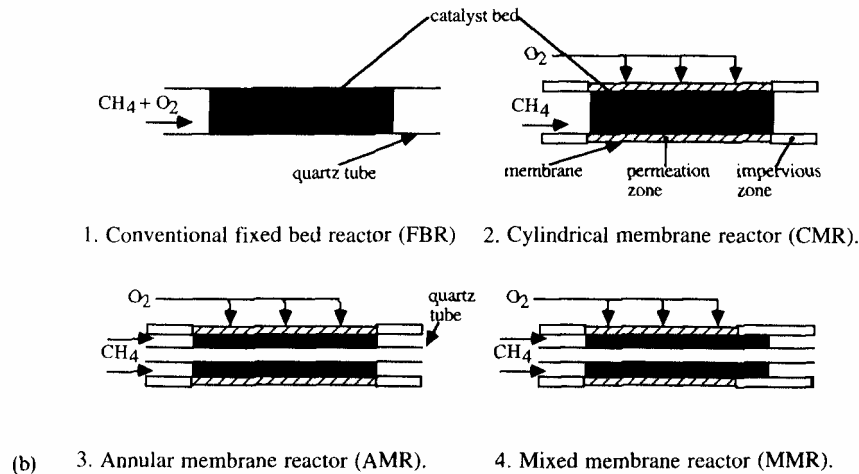 catalyst bed
CH4 + O2
quartz tube
O2
CH4
membrane
permeation
zone
impervious
zone
1. Conventional fixed bed reactor (FBR)
2. Cylindrical membrane reactor (CMR).
O2
quartz
tube
CH4
O2
CH4
(b)
3. Annular membrane reactor (AMR).
4. Mixed membrane reactor (MMR).